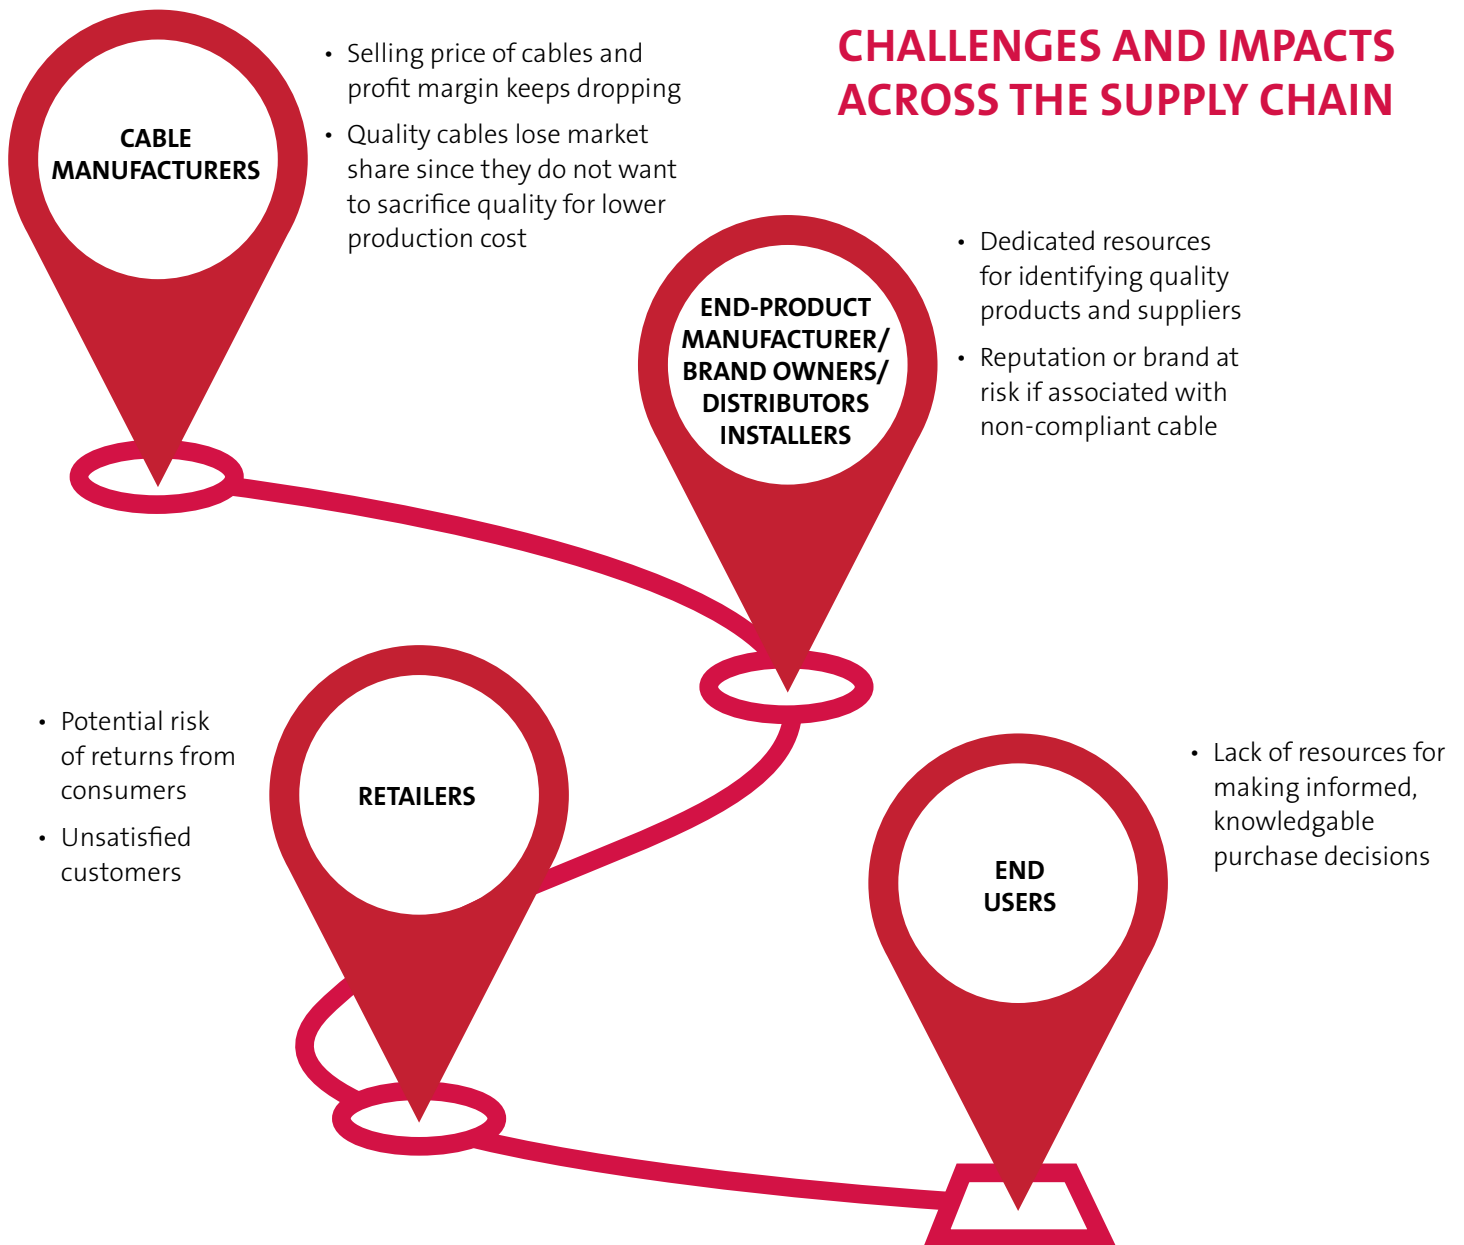 CHALLENGES AND IMPACTS
ACROSS THE SUPPLY CHAIN
CABLE
MANUFACTURERS
• Selling price of cables and
profit margin keeps dropping
• Quality cables lose market
share since they do not want
to sacrifice quality for lower
production cost
END-PRODUCT
MANUFACTURER/
BRAND OWNERS/
DISTRIBUTORS
INSTALLERS
• Dedicated resources
for identifying quality
products and suppliers
• Reputation or brand at
risk if associated with
non-compliant cable
• Potential risk
of returns from
consumers
• Unsatisfied
customers
RETAILERS
END
USERS
• Lack of resources for
making informed,
knowledgable
purchase decisions